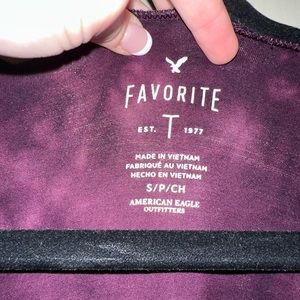 FAVORITE
EST. T 1977
MADE IN VIETNAM
FABRIQUÉ AU VIETNAM
HECHO EN VIETNAM
S/P/CH
AMERICAN EAGLE
OUTFITTERS